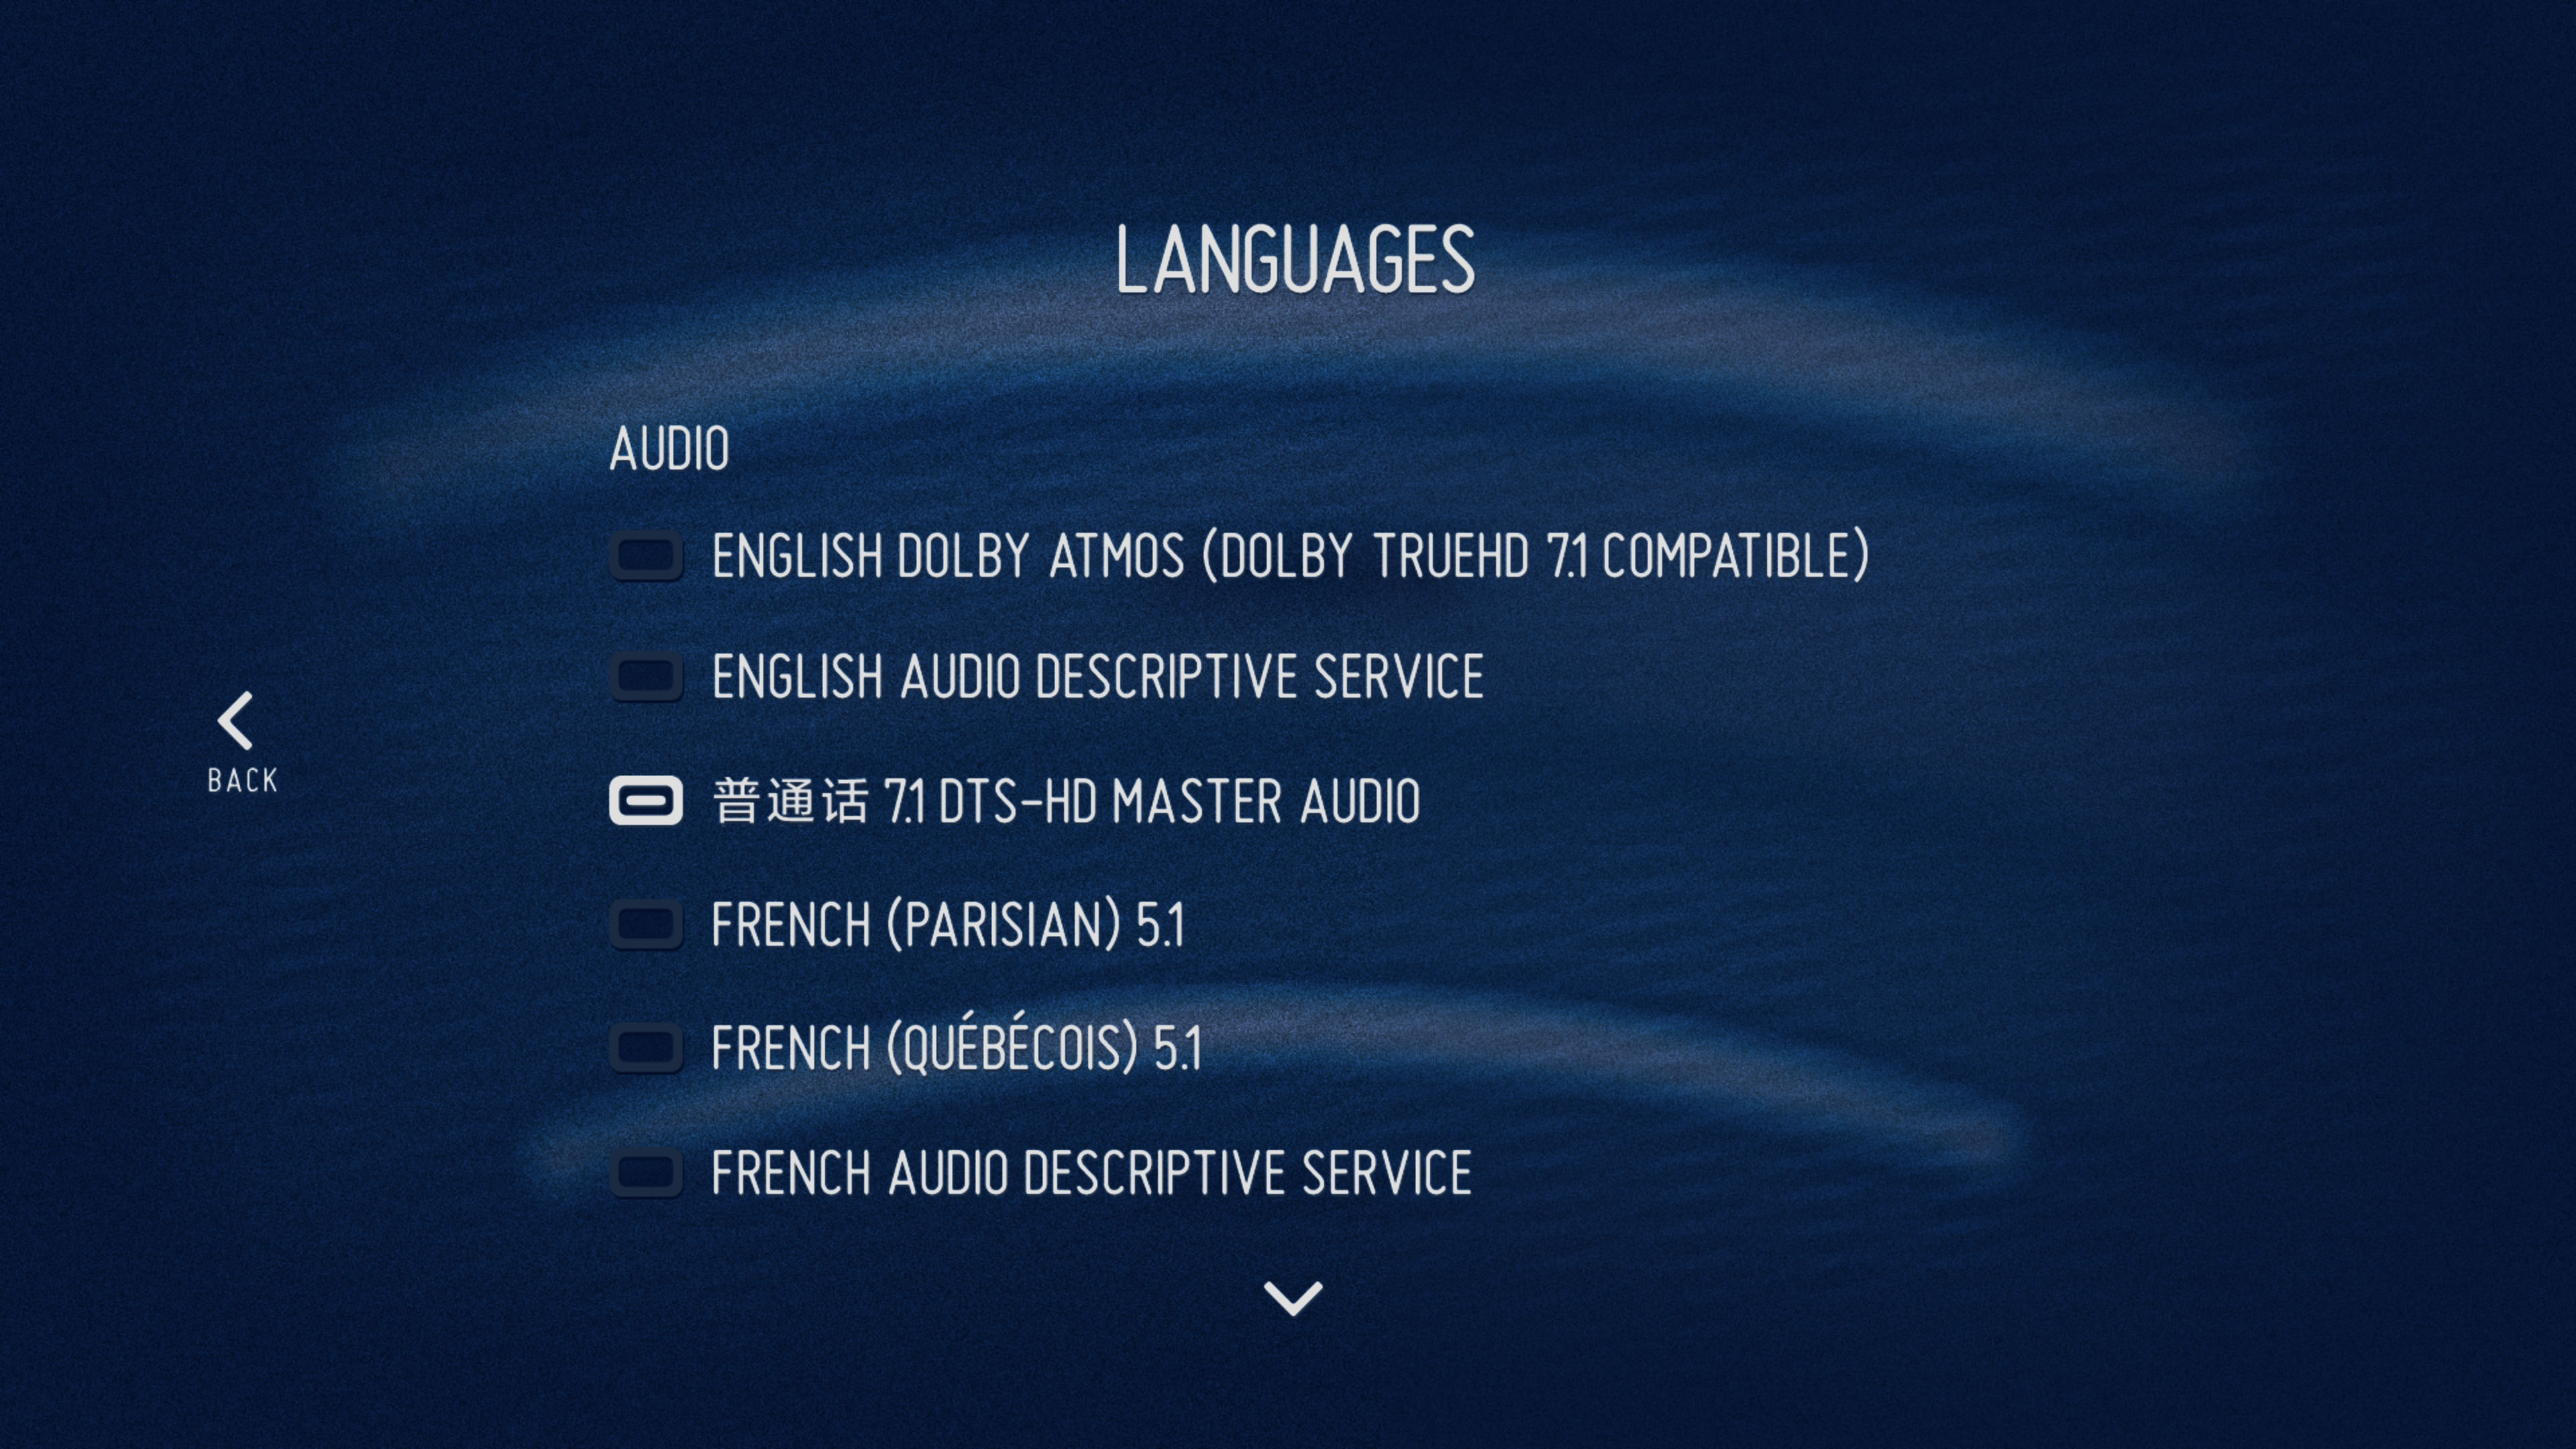 LANGUAGES
AUDIO
ENGLISH DOLBY ATMOS (DOLBY TRUEHD 7.1 COMPATIBLE)
ENGLISH AUDIO DESCRIPTIVE SERVICE
BACK
普通话 7.1 DTS-HD MASTER AUDIO
FRENCH (PARISIAN) 5.1
FRENCH (QUÉBÉCOIS) 5.1
FRENCH AUDIO DESCRIPTIVE SERVICE